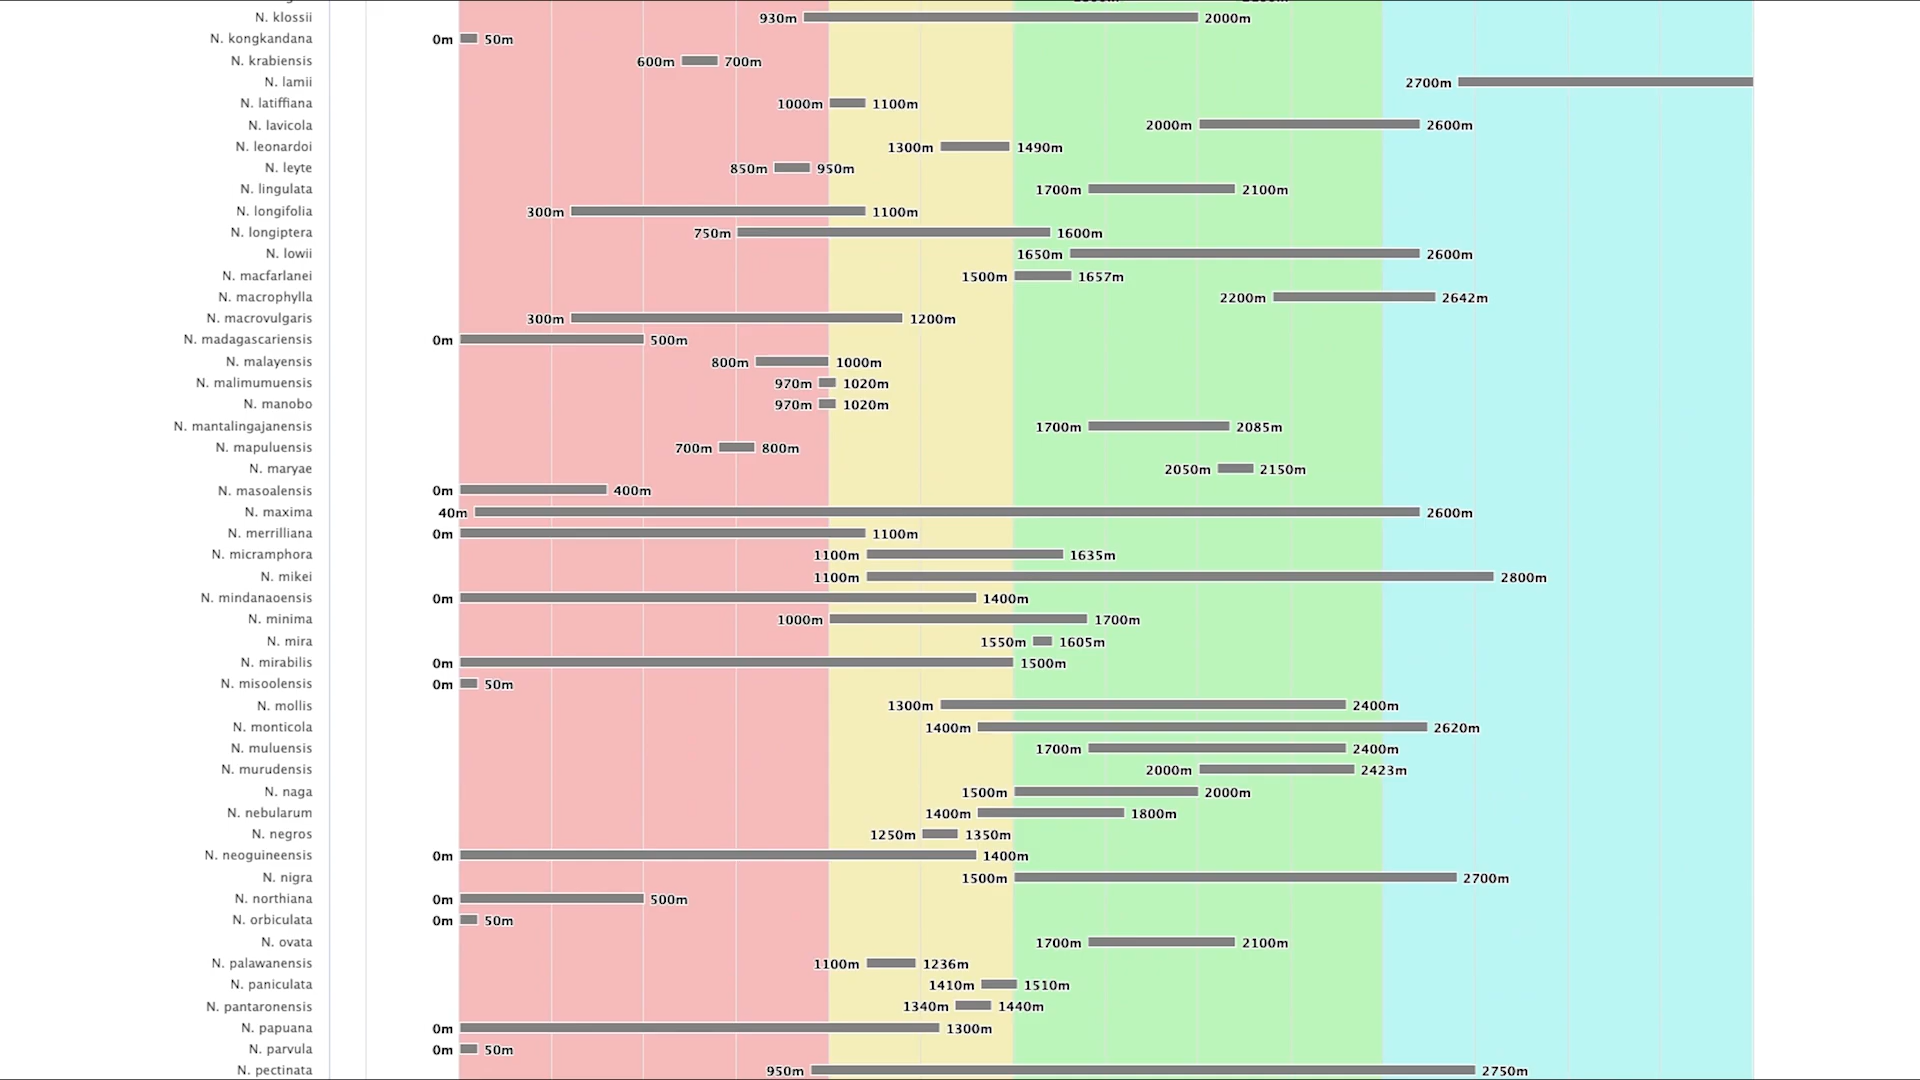 N. klossii 930m 2000m
N. kongkandana 0m 50m
N. krabiensis 600m 700m
N. lamii 2700m
N. latiffiana 1000m 1100m
N. lavicola 2000m 2600m
N. leonardoi 1300m 1490m
N. leyte 850m 950m
N. lingulata 1700m 2100m
N. longifolia 300m 1100m
N. longiptera 750m 1600m
N. lowii 1650m 2600m
N. macfarlanei 1500m 1657m
N. macrophylla 2200m 2642m
N. macrovulgaris 300m 1200m
N. madagascariensis 0m 500m
N. malayensis 800m 1000m
N. malimumuensis 970m 1020m
N. manobo 970m 1020m
N. mantalingajanensis 1700m 2085m
N. mapuluensis 700m 800m
N. maryae 2050m 2150m
N. masoalensis 0m 400m
N. maxima 40m 2600m
N. merrilliana 0m 1100m
N. micramphora 1100m 1635m
N. mikei 1100m 2800m
N. mindanaoensis 0m 1400m
N. minima 1000m 1700m
N. mira 1550m 1605m
N. mirabilis 0m 1500m
N. misoolensis 0m 50m
N. mollis 1300m 2400m
N. monticola 1400m 2620m
N. muluensis 1700m 2400m
N. murudensis 2000m 2423m
N. naga 1500m 2000m
N. nebularum 1400m 1800m
N. negros 1250m 1350m
N. neoguineensis 0m 1400m
N. nigra 1500m 2700m
N. northiana 0m 500m
N. orbiculata 0m 50m
N. ovata 1700m 2100m
N. palawanensis 1100m 1236m
N. paniculata 1410m 1510m
N. pantaronensis 1340m 1440m
N. papuana 0m 1300m
N. parvula 0m 50m
N. pectinata 950m 2750m